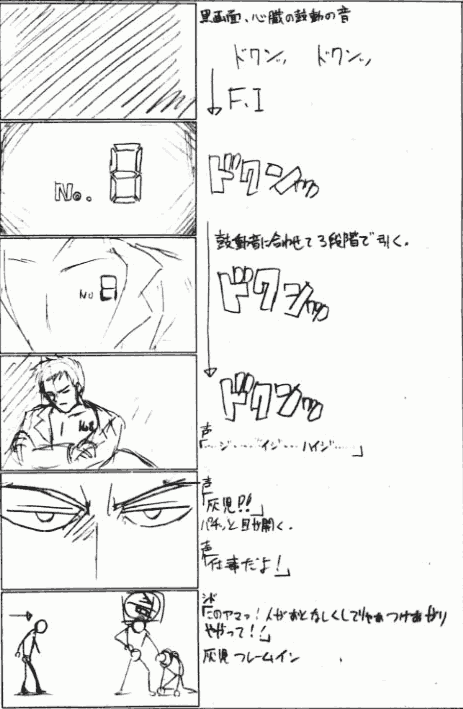 黒画面、心臓の鼓動の音
ドクンッ ドクンッ
F.I
No. 8
ドクンッ
鼓動音に合わせて3段階で引く。
No 8
ドクンッ
ドクンッ
No8
声
「……ジ……イジ……ハイジ……」
声
「灰児!!」
パチッと目が開く。
声
「仕事だよ!」
「このアマっ!人がおとなしくしてりゃあつけあがり
やがって!」
灰児フレームイン